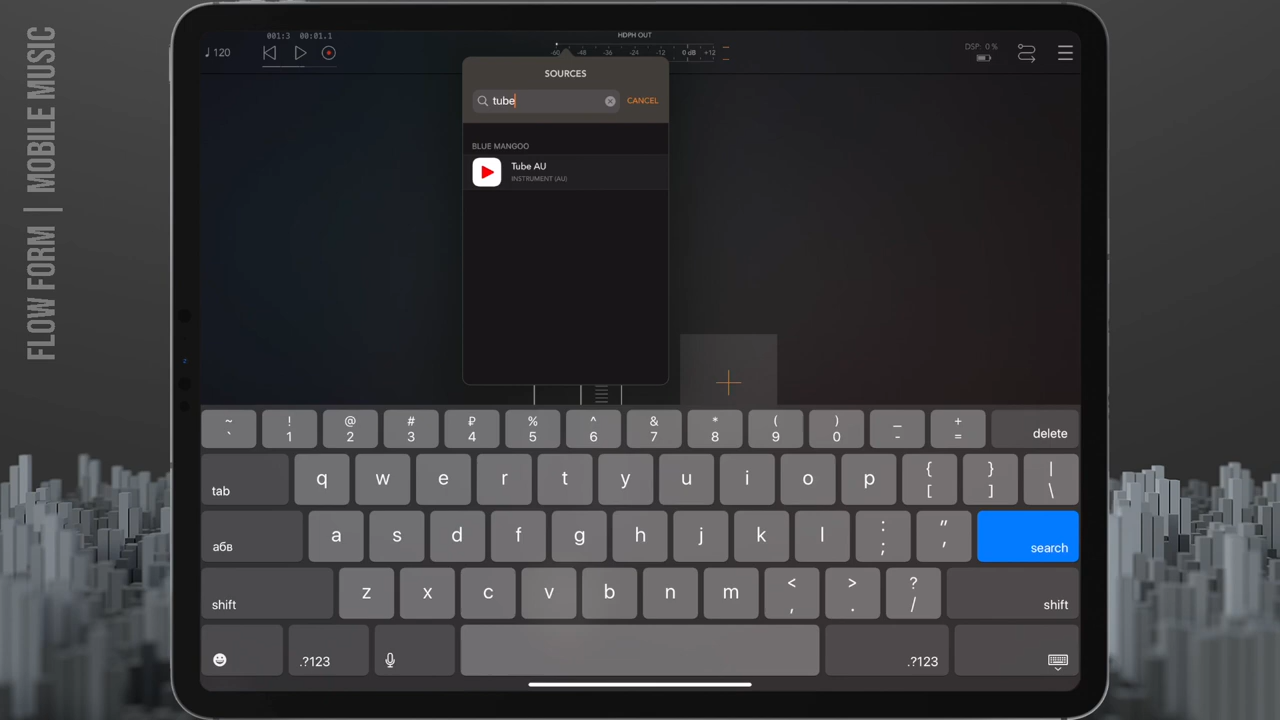 FLOW FORM | MOBILE MUSIC
♩ 120
001:3 00:01.1
HDPH OUT
-60 -48 -36 -24 -12 0 dB +12
DSP: 0 %
SOURCES
tube
CANCEL
BLUE MANGOO
Tube AU
INSTRUMENT (AU)
~ ! @ # ₽ % ^ & * ( ) _ +
` 1 2 3 4 5 6 7 8 9 0 - = delete
tab q w e r t y u i o p { [ } ] | \
абв a s d f g h j l k : ; " ' search
shift z x c v b n m < , > . ? / shift
.?123 .?123